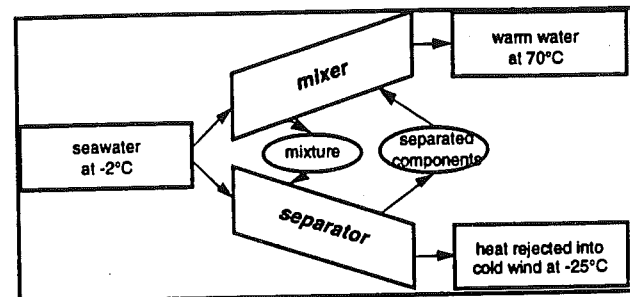 warm water
at 70°C
mixer
seawater
at -2°C
mixture
separated
components
separator
heat rejected into
cold wind at -25°C